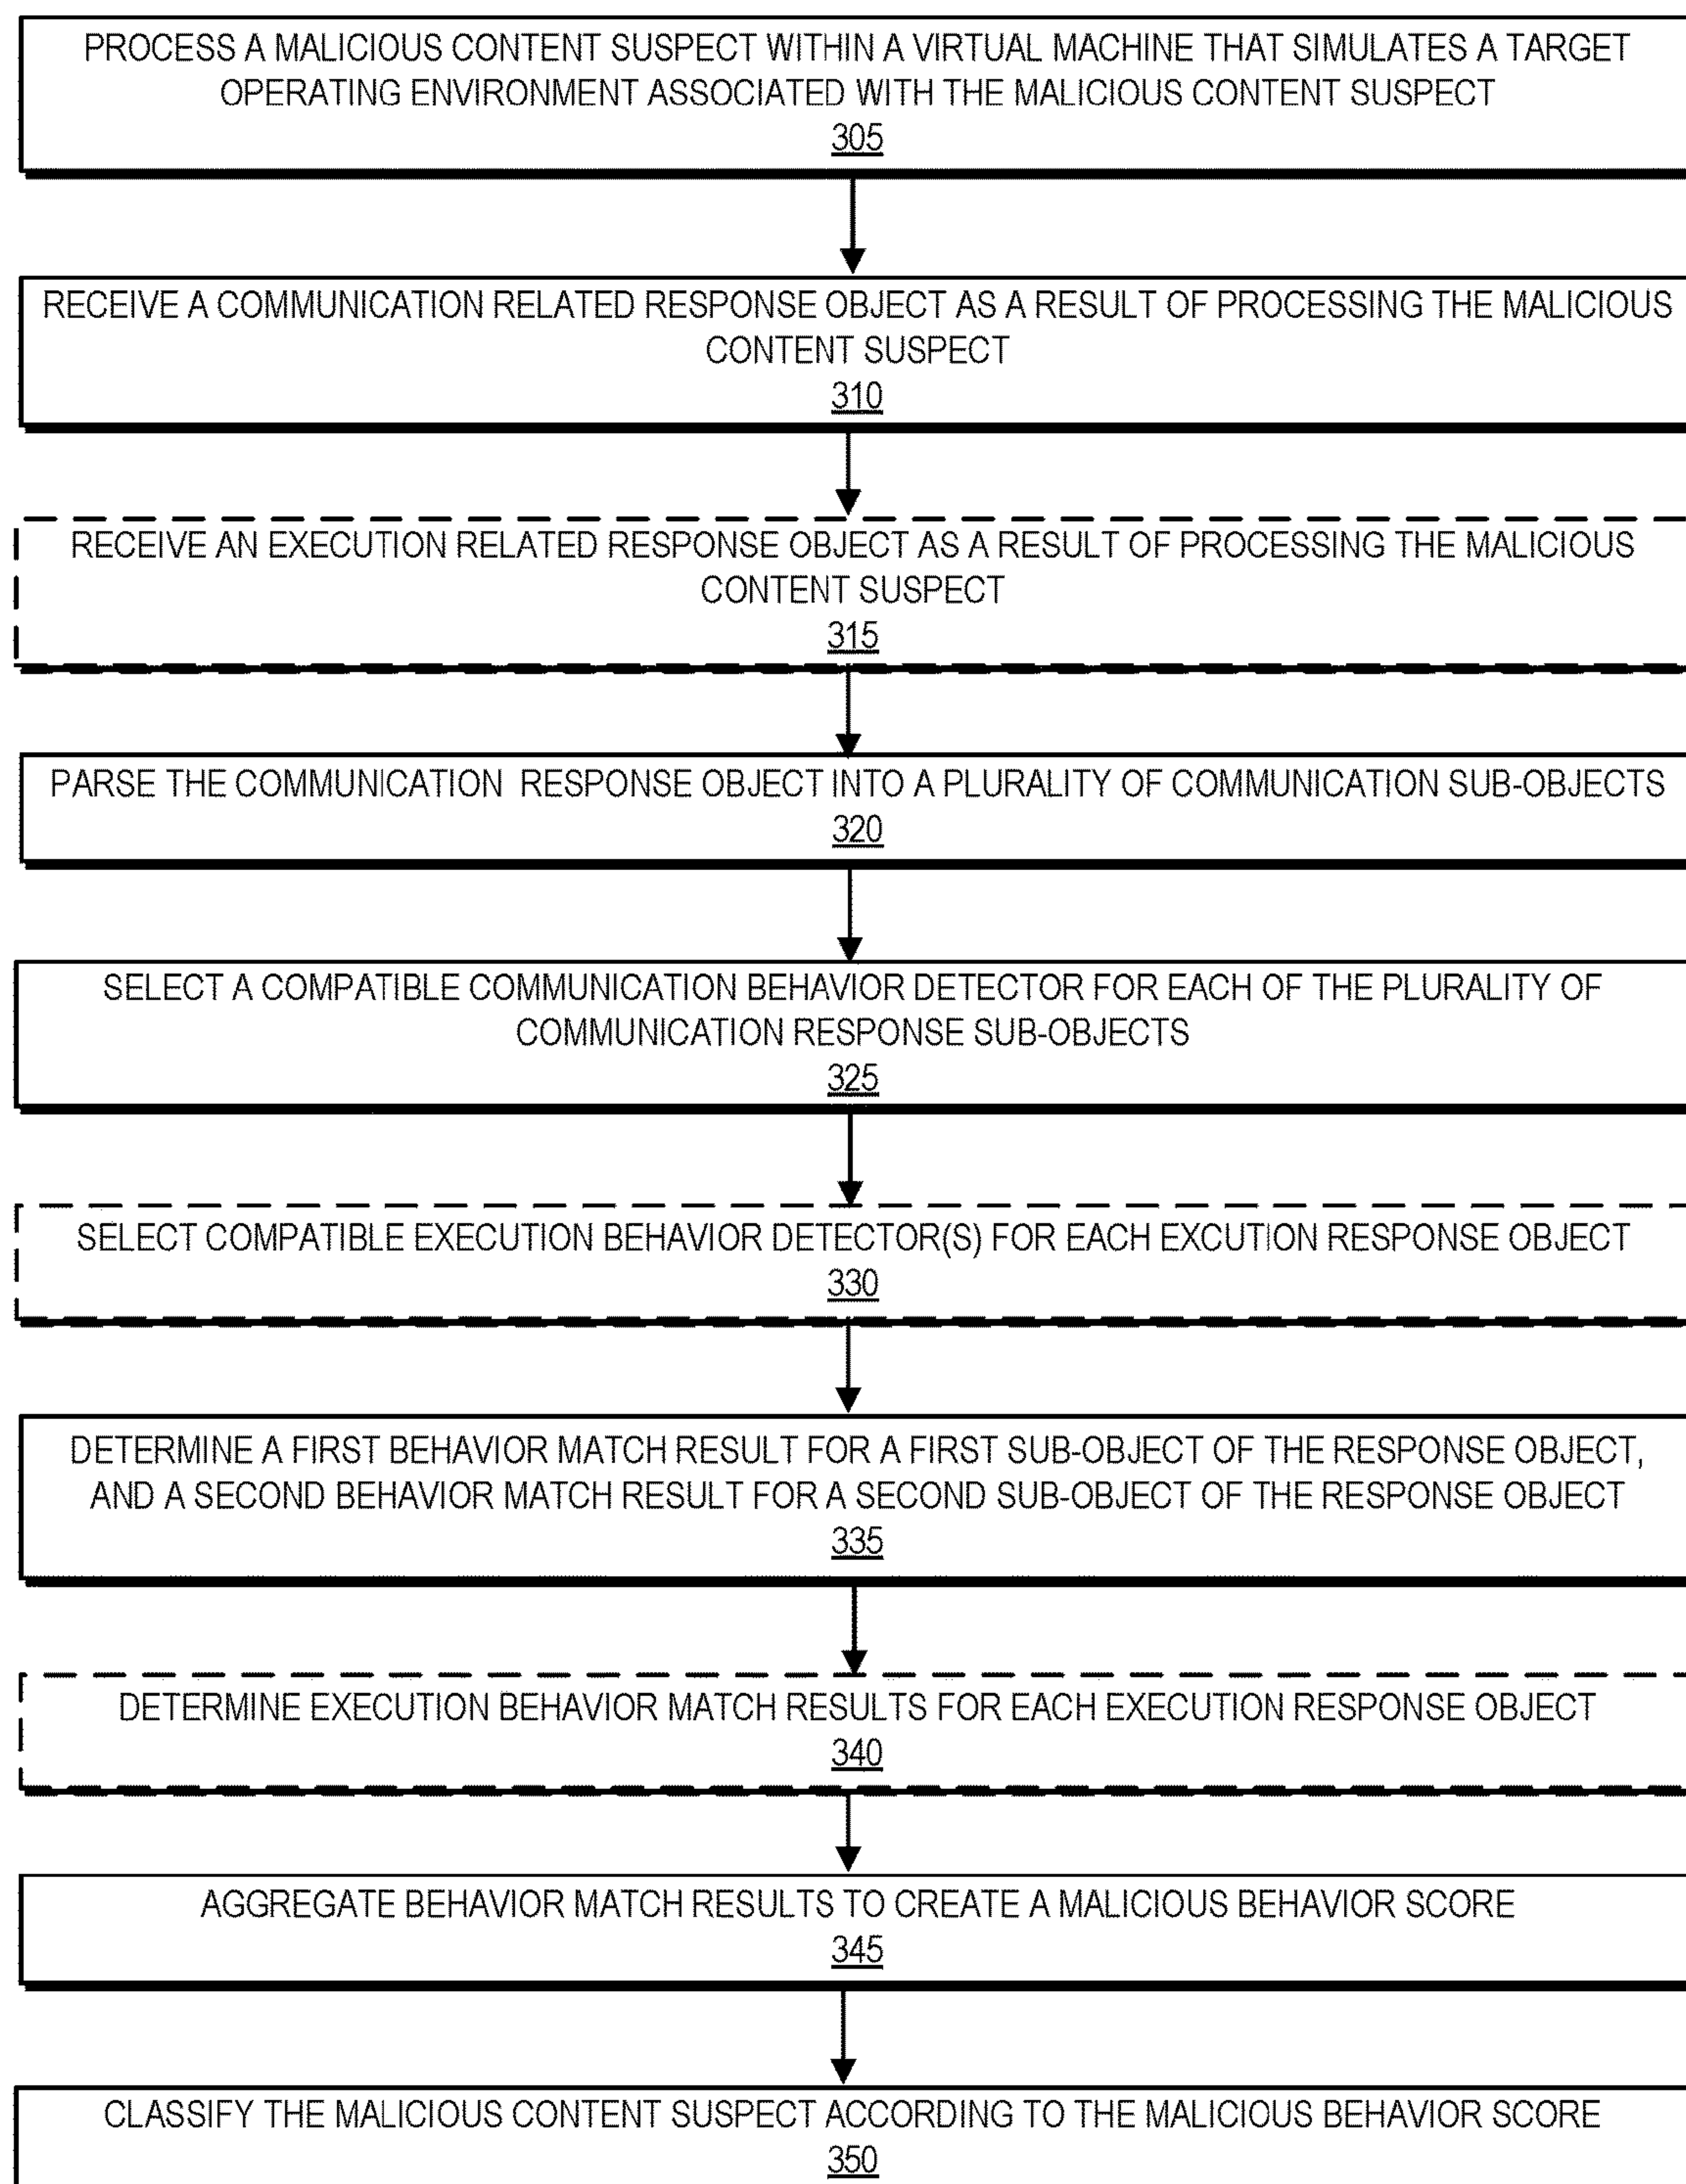 PROCESS A MALICIOUS CONTENT SUSPECT WITHIN A VIRTUAL MACHINE THAT SIMULATES A TARGET
OPERATING ENVIRONMENT ASSOCIATED WITH THE MALICIOUS CONTENT SUSPECT
305
RECEIVE A COMMUNICATION RELATED RESPONSE OBJECT AS A RESULT OF PROCESSING THE MALICIOUS
CONTENT SUSPECT
310
RECEIVE AN EXECUTION RELATED RESPONSE OBJECT AS A RESULT OF PROCESSING THE MALICIOUS
CONTENT SUSPECT
315
PARSE THE COMMUNICATION RESPONSE OBJECT INTO A PLURALITY OF COMMUNICATION SUB-OBJECTS
320
SELECT A COMPATIBLE COMMUNICATION BEHAVIOR DETECTOR FOR EACH OF THE PLURALITY OF
COMMUNICATION RESPONSE SUB-OBJECTS
325
SELECT COMPATIBLE EXECUTION BEHAVIOR DETECTOR(S) FOR EACH EXCUTION RESPONSE OBJECT
330
DETERMINE A FIRST BEHAVIOR MATCH RESULT FOR A FIRST SUB-OBJECT OF THE RESPONSE OBJECT,
AND A SECOND BEHAVIOR MATCH RESULT FOR A SECOND SUB-OBJECT OF THE RESPONSE OBJECT
335
DETERMINE EXECUTION BEHAVIOR MATCH RESULTS FOR EACH EXECUTION RESPONSE OBJECT
340
AGGREGATE BEHAVIOR MATCH RESULTS TO CREATE A MALICIOUS BEHAVIOR SCORE
345
CLASSIFY THE MALICIOUS CONTENT SUSPECT ACCORDING TO THE MALICIOUS BEHAVIOR SCORE
350